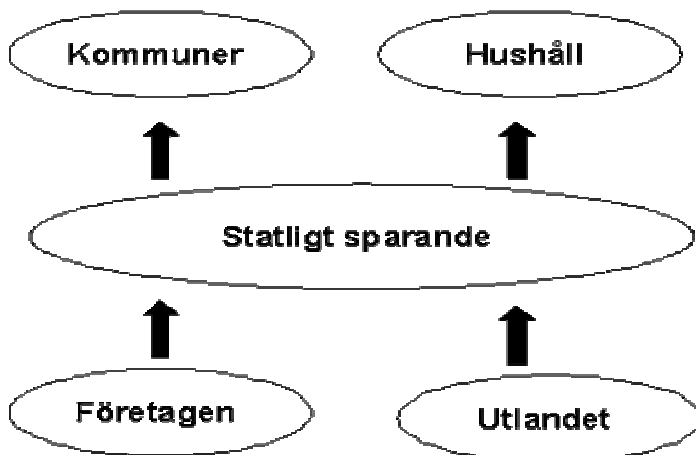 Kommuner
Hushåll
Statligt sparande
Företagen
Utlandet